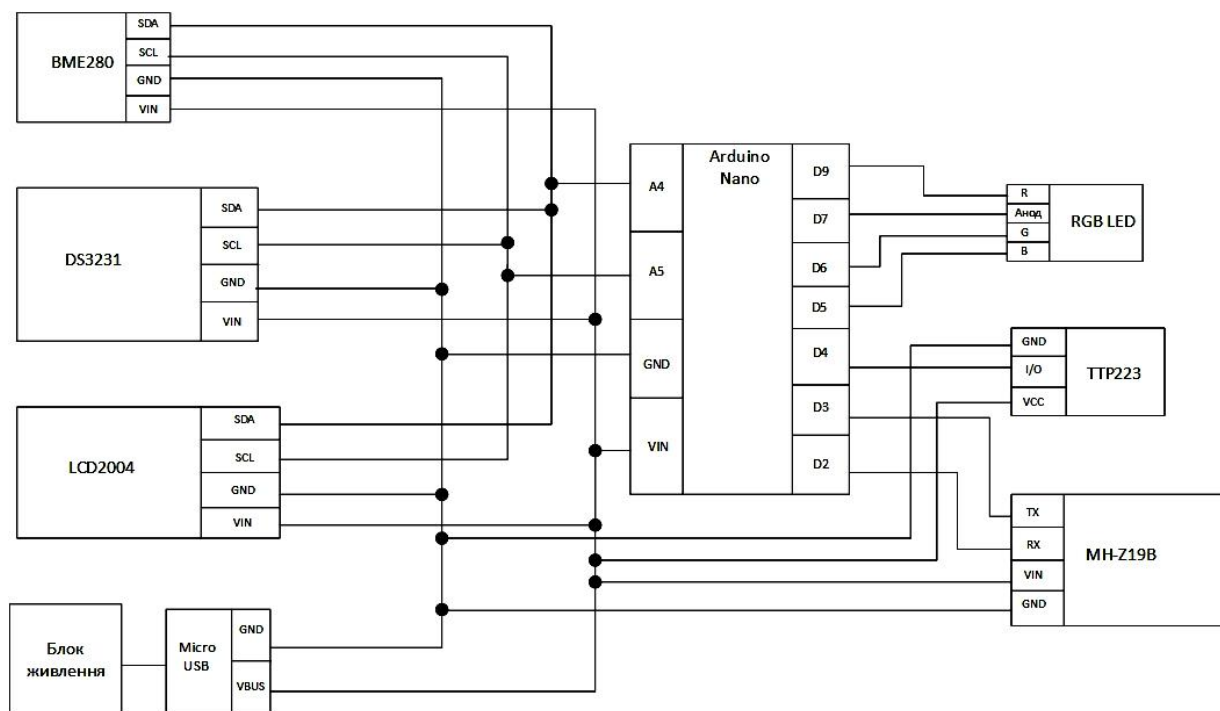 BME280
SDA
SCL
GND
VIN
DS3231
SDA
SCL
GND
VIN
LCD2004
SDA
SCL
GND
VIN
Блок
живлення
Micro
USB
GND
VBUS
Arduino
Nano
A4
A5
GND
VIN
D9
D7
D6
D5
D4
D3
D2
R
Анод
G
B
RGB LED
GND
I/O
VCC
TTP223
TX
RX
VIN
GND
MH-Z19B